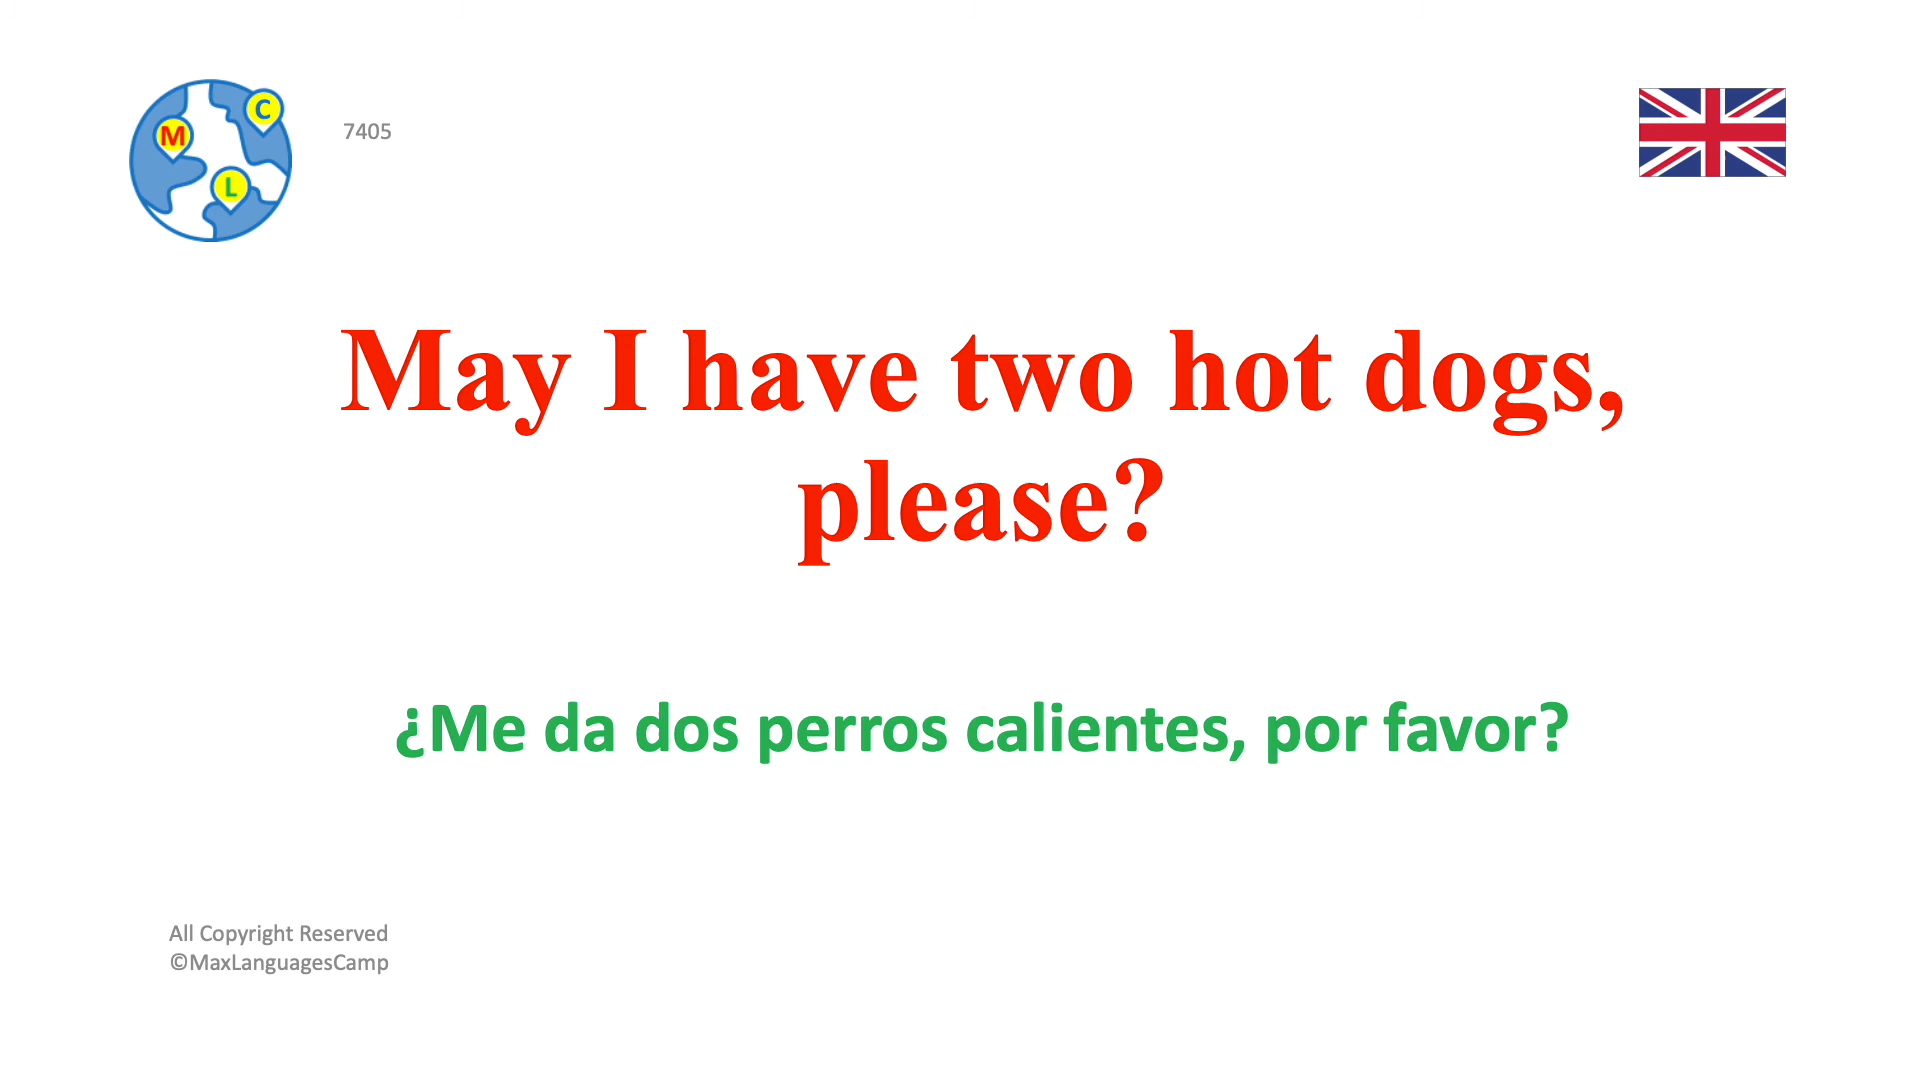 C
M
L
7405
May I have two hot dogs,
please?
¿Me da dos perros calientes, por favor?
All Copyright Reserved
©MaxLanguagesCamp